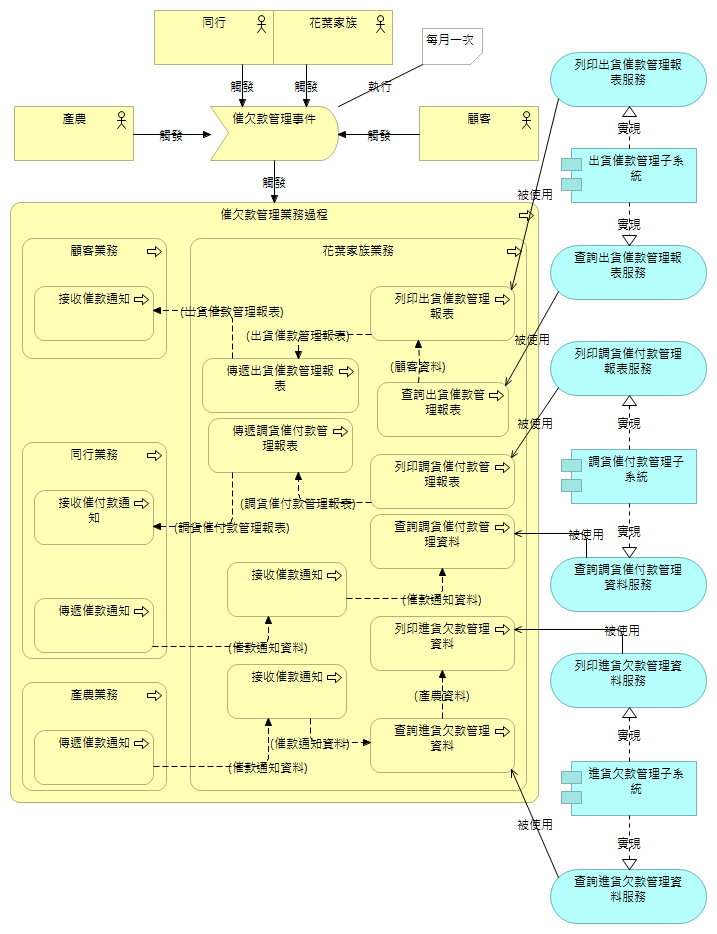 同行
花葉家族
每月一次
觸發
觸發
執行
產農
觸發
催欠款管理事件
觸發
顧客
觸發
列印出貨催款管理報
表服務
實現
出貨催款管理子系
統
實現
查詢出貨催款管理報
表服務
被使用
催欠款管理業務過程
顧客業務
接收催款通知
花葉家族業務
列印出貨催款管理
報表
(出貨催款管理報表)
(出貨催款管理報表)
傳遞出貨催款管理報
表
(顧客資料)
查詢出貨催款管
理報表
被使用
列印調貨催付款管理
報表服務
被使用
實現
調貨催付款管理子
系統
實現
查詢調貨催付款管理
資料服務
傳遞調貨催付款管
理報表
列印調貨催付款管
理報表
(調貨催付款管理報表)
同行業務
接收催付款通
知
(調貨催付款管理報表)
查詢調貨催付款管
理資料
被使用
接收催款通知
(催款通知資料)
傳遞催款通知
(催款通知資料)
列印進貨欠款管理
資料
被使用
列印進貨欠款管理資
料服務
實現
進貨欠款管理子系
統
實現
查詢進貨欠款管理資
料服務
接收催款通知
(產農資料)
產農業務
傳遞催款通知
(催款通知資料)
(催款通知資料)
查詢進貨欠款管理
資料
被使用